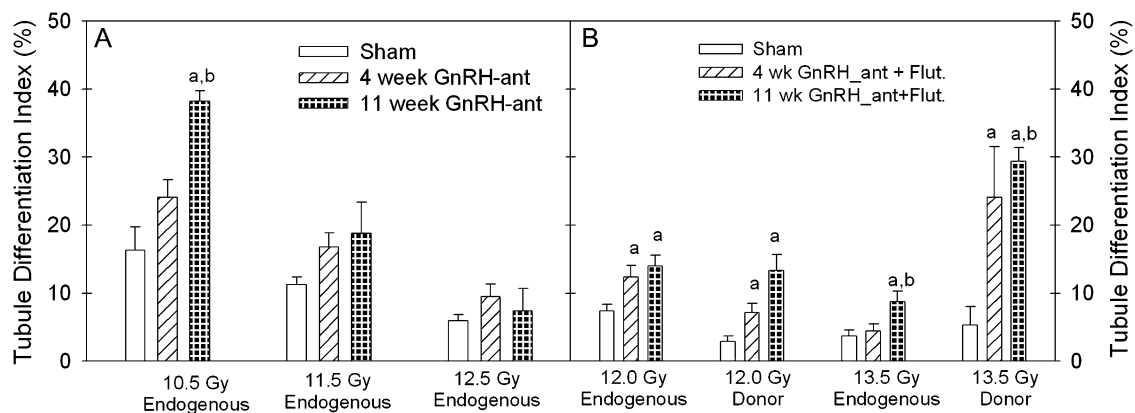 50
40
30
20
10
0
Tubule Differentiation Index (%)
A
Sham
4 week GnRH-ant
11 week GnRH-ant
a,b
10.5 Gy
Endogenous
11.5 Gy
Endogenous
12.5 Gy
Endogenous
B
Sham
4 wk GnRH_ant + Flut.
11 wk GnRH_ant+Flut.
a
a
a
a
a,b
a
a,b
12.0 Gy
Endogenous
12.0 Gy
Donor
13.5 Gy
Endogenous
13.5 Gy
Donor
50
40
30
20
10
0
Tubule Differentiation Index (%)